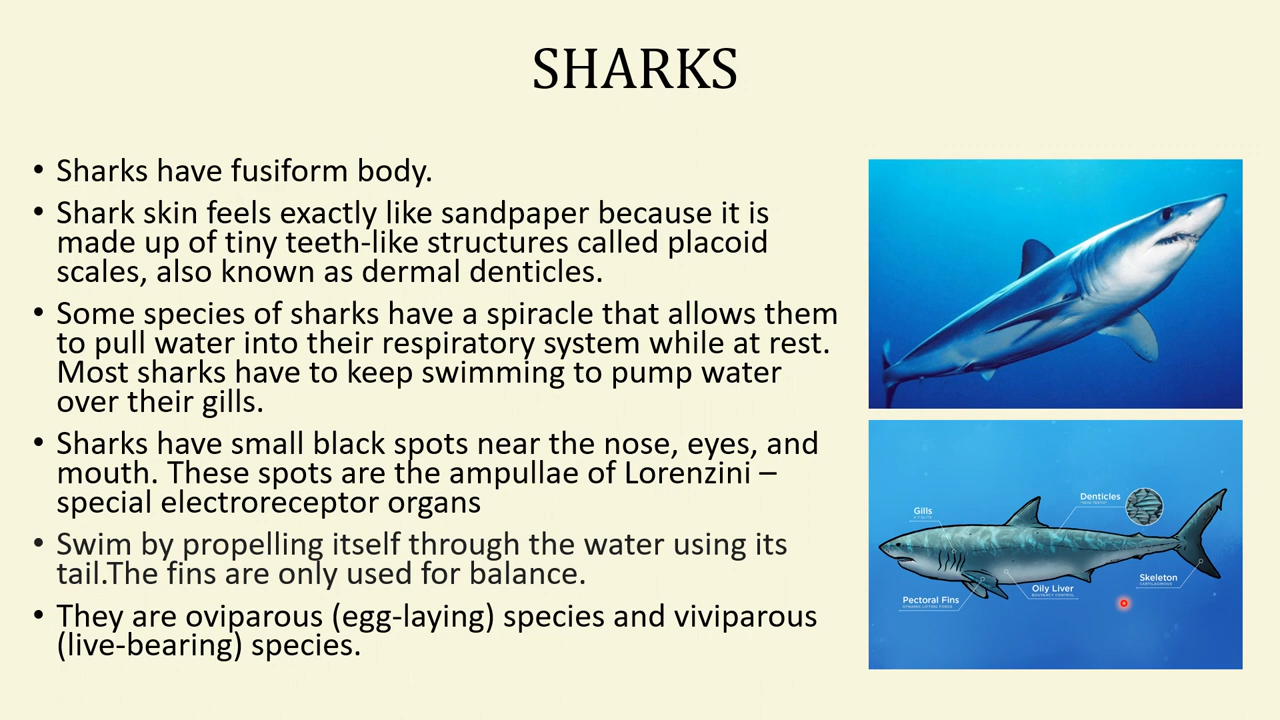 SHARKS
• Sharks have fusiform body.
• Shark skin feels exactly like sandpaper because it is
made up of tiny teeth-like structures called placoid
scales, also known as dermal denticles.
• Some species of sharks have a spiracle that allows them
to pull water into their respiratory system while at rest.
Most sharks have to keep swimming to pump water
over their gills.
• Sharks have small black spots near the nose, eyes, and
mouth. These spots are the ampullae of Lorenzini –
special electroreceptor organs
• Swim by propelling itself through the water using its
tail.The fins are only used for balance.
• They are oviparous (egg-laying) species and viviparous
(live-bearing) species.
Denticles
Gills
Skeleton
CARTILAGINOUS
Oily Liver
BUOYANCY CONTROL
Pectoral Fins
DYNAMIC LIFTING FORCE